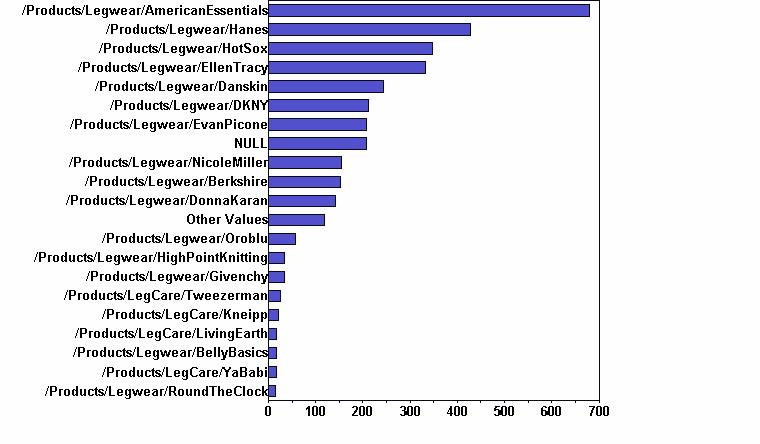 /Products/Legwear/AmericanEssentials
/Products/Legwear/Hanes
/Products/Legwear/HotSox
/Products/Legwear/EllenTracy
/Products/Legwear/Danskin
/Products/Legwear/DKNY
/Products/Legwear/EvanPicone
NULL
/Products/Legwear/NicoleMiller
/Products/Legwear/Berkshire
/Products/Legwear/DonnaKaran
Other Values
/Products/Legwear/Oroblu
/Products/Legwear/HighPointKnitting
/Products/Legwear/Givenchy
/Products/LegCare/Tweezerman
/Products/LegCare/Kneipp
/Products/LegCare/LivingEarth
/Products/Legwear/BellyBasics
/Products/LegCare/YaBabi
/Products/Legwear/RoundTheClock
0 100 200 300 400 500 600 700